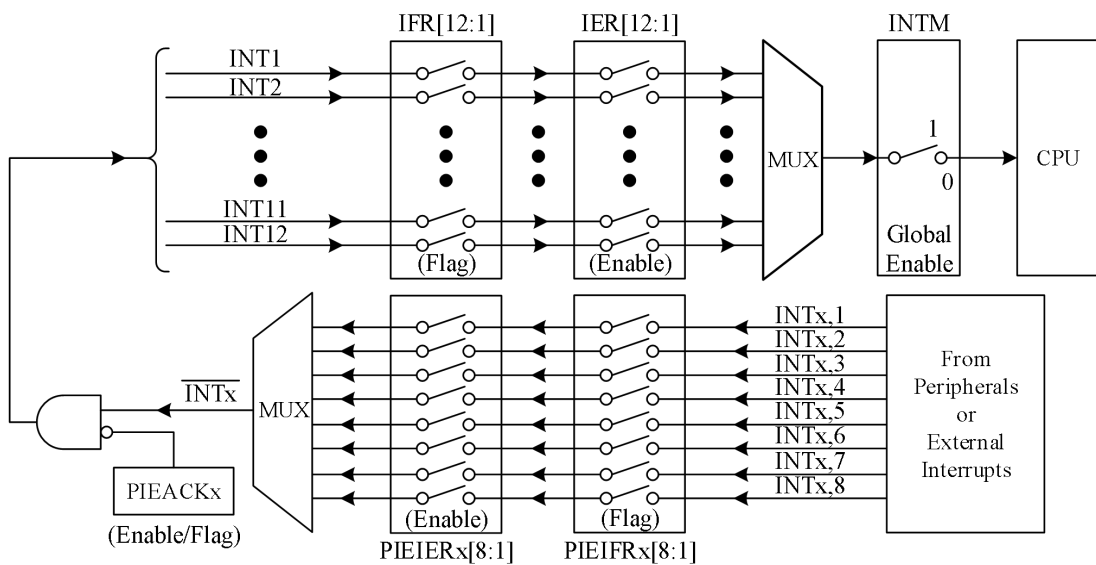 IFR[12:1]
IER[12:1]
INTM
INT1
INT2
INT11
INT12
(Flag)
(Enable)
MUX
1
0
Global
Enable
CPU
INTx
MUX
PIEACKx
(Enable/Flag)
(Enable)
PIEIERx[8:1]
(Flag)
PIEIFRx[8:1]
INTx,1
INTx,2
INTx,3
INTx,4
INTx,5
INTx,6
INTx,7
INTx,8
From
Peripherals
or
External
Interrupts